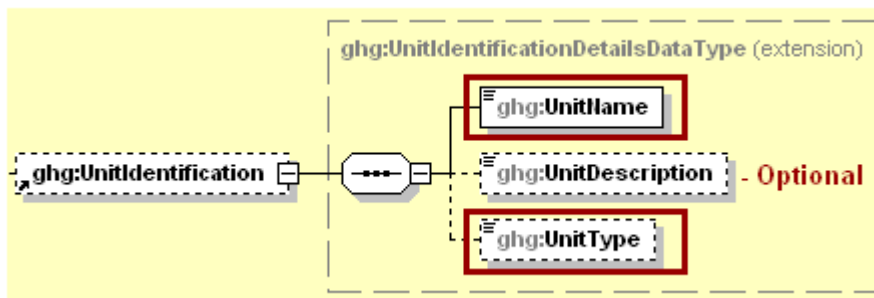 ghg:UnitIdentificationDetailsDataType (extension)
ghg:UnitName
ghg:UnitIdentification
ghg:UnitDescription - Optional
ghg:UnitType